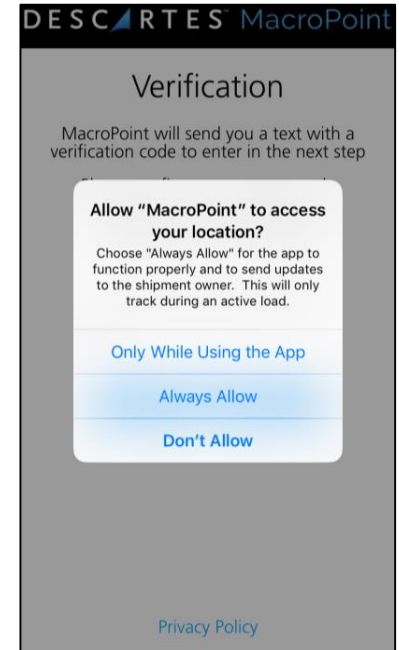 DESCARTES™ MacroPoint
Verification
MacroPoint will send you a text with a
verification code to enter in the next step
Allow “MacroPoint” to access
your location?
Choose "Always Allow" for the app to
function properly and to send updates
to the shipment owner. This will only
track during an active load.
Only While Using the App
Always Allow
Don’t Allow
Privacy Policy